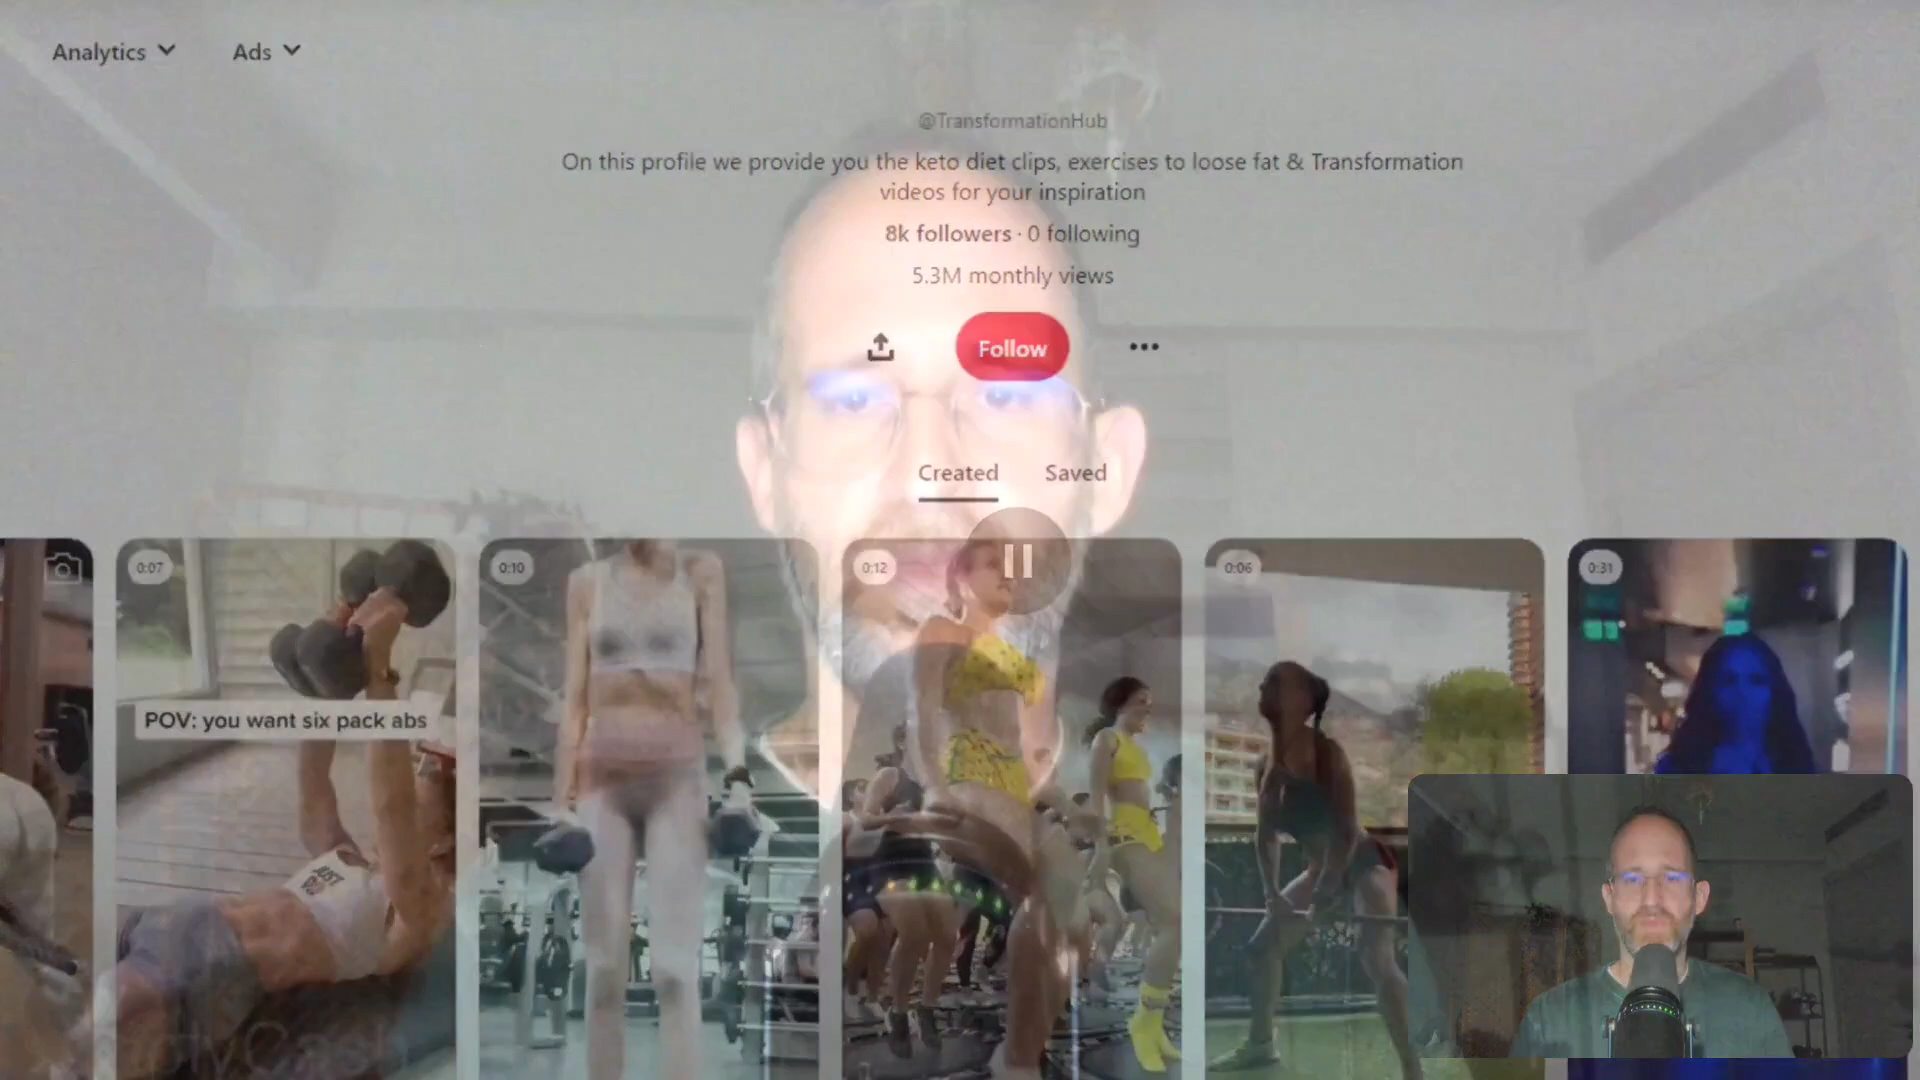 Analytics
Ads
@TransformationHub
On this profile we provide you the keto diet clips, exercises to loose fat & Transformation
videos for your inspiration
8k followers · 0 following
5.3M monthly views
Follow
Created
Saved
0:07
0:10
0:12
0:06
0:31
POV: you want six pack abs
JUST